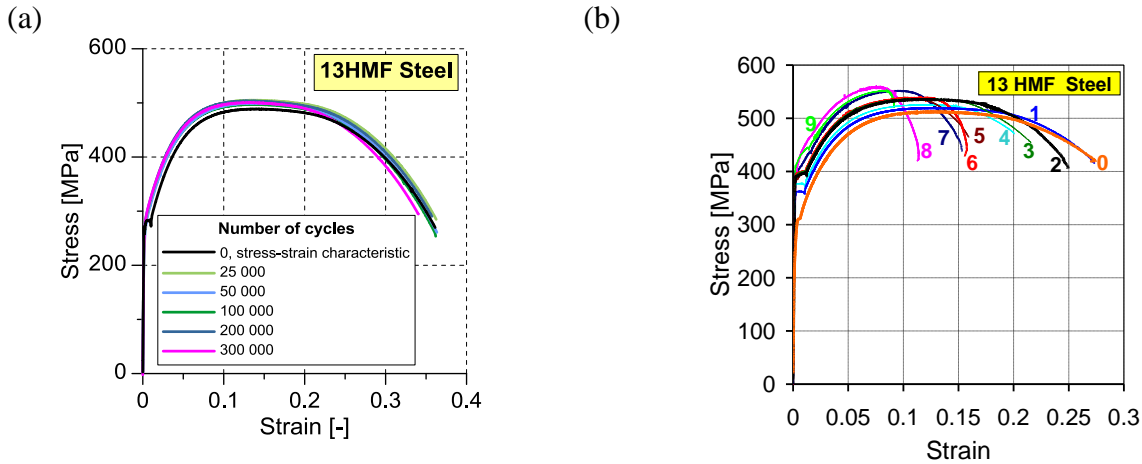 (a)
600
400
200
0
Stress [MPa]
13HMF Steel
Number of cycles
0, stress-strain characteristic
25 000
50 000
100 000
200 000
300 000
0 0.1 0.2 0.3 0.4
Strain [-]
(b)
600
500
400
300
200
100
0
Stress [MPa]
13 HMF Steel
9
8
7
6
5
4
3
2
1
0
0 0.05 0.1 0.15 0.2 0.25 0.3
Strain